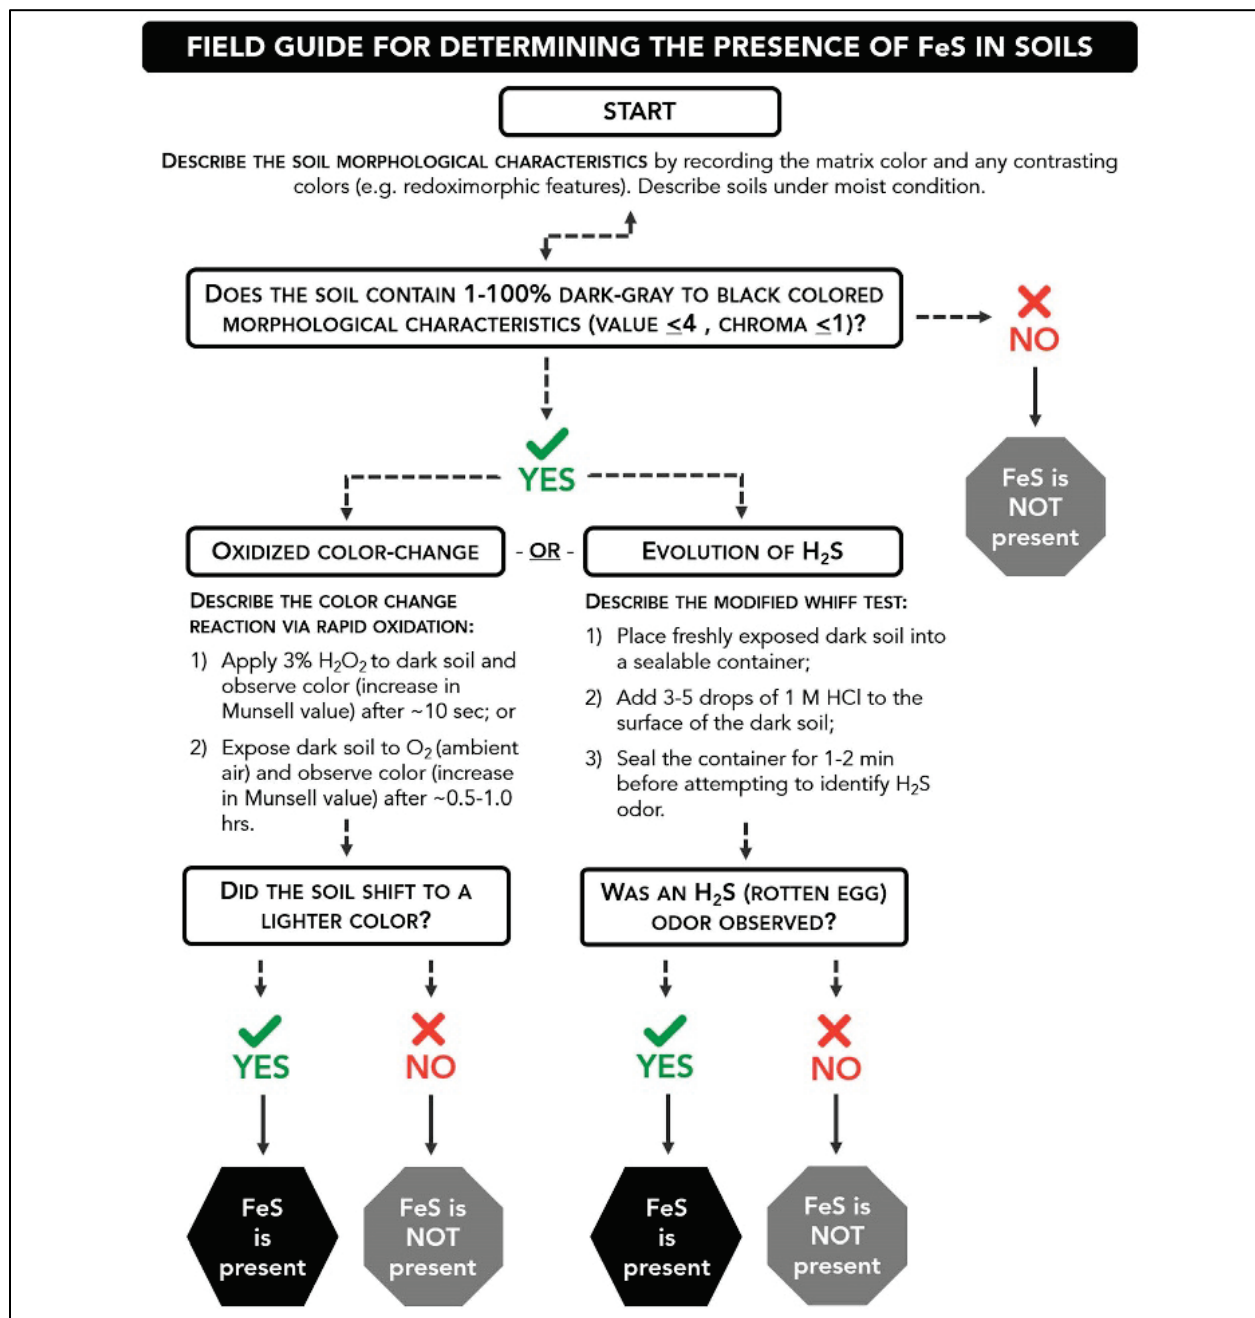 FIELD GUIDE FOR DETERMINING THE PRESENCE OF FeS IN SOILS
START
DESCRIBE THE SOIL MORPHOLOGICAL CHARACTERISTICS by recording the matrix color and any contrasting
colors (e.g. redoximorphic features). Describe soils under moist condition.
DOES THE SOIL CONTAIN 1-100% DARK-GRAY TO BLACK COLORED
MORPHOLOGICAL CHARACTERISTICS (VALUE ≤4 , CHROMA ≤1)?
NO
FeS is
NOT
present
YES
OXIDIZED COLOR-CHANGE
- OR -
EVOLUTION OF H₂S
DESCRIBE THE COLOR CHANGE
REACTION VIA RAPID OXIDATION:
1) Apply 3% H₂O₂ to dark soil and
observe color (increase in
Munsell value) after ~10 sec; or
2) Expose dark soil to O₂ (ambient
air) and observe color (increase
in Munsell value) after ~0.5-1.0
hrs.
DESCRIBE THE MODIFIED WHIFF TEST:
1) Place freshly exposed dark soil into
a sealable container;
2) Add 3-5 drops of 1 M HCl to the
surface of the dark soil;
3) Seal the container for 1-2 min
before attempting to identify H₂S
odor.
DID THE SOIL SHIFT TO A
LIGHTER COLOR?
WAS AN H₂S (ROTTEN EGG)
ODOR OBSERVED?
YES
NO
YES
NO
FeS
is
present
FeS is
NOT
present
FeS
is
present
FeS is
NOT
present